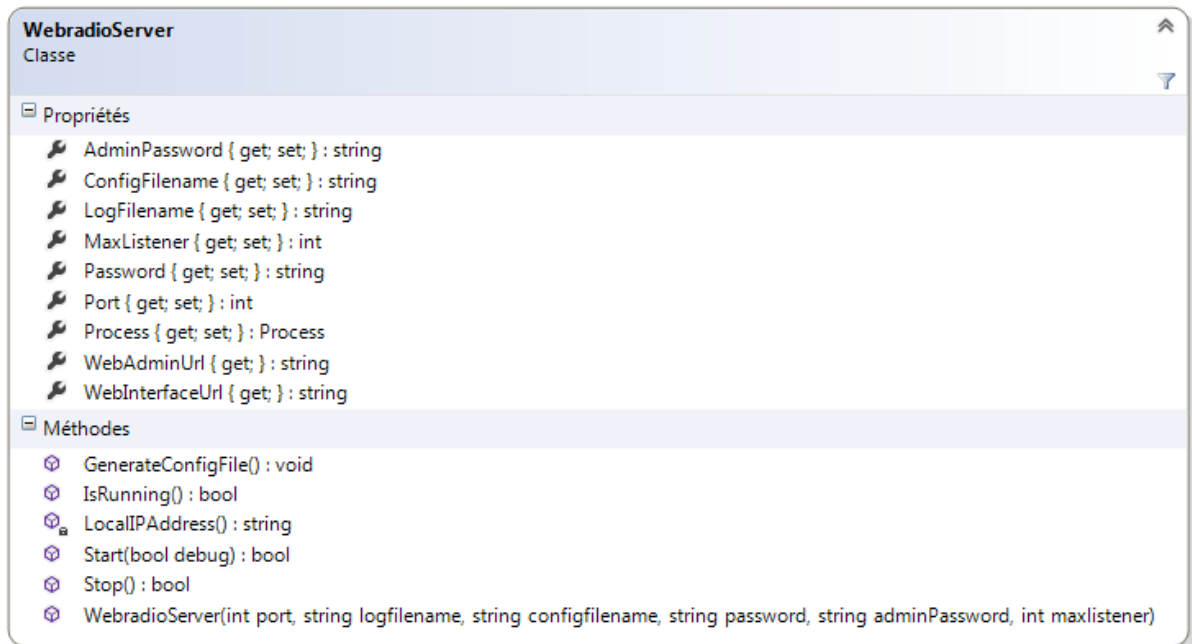 WebradioServer
Classe
Propriétés
AdminPassword { get; set; } : string
ConfigFilename { get; set; } : string
LogFilename { get; set; } : string
MaxListener { get; set; } : int
Password { get; set; } : string
Port { get; set; } : int
Process { get; set; } : Process
WebAdminUrl { get; } : string
WebInterfaceUrl { get; } : string
Méthodes
GenerateConfigFile() : void
IsRunning() : bool
LocalIPAddress() : string
Start(bool debug) : bool
Stop() : bool
WebradioServer(int port, string logfilename, string configfilename, string password, string adminPassword, int maxlistener)